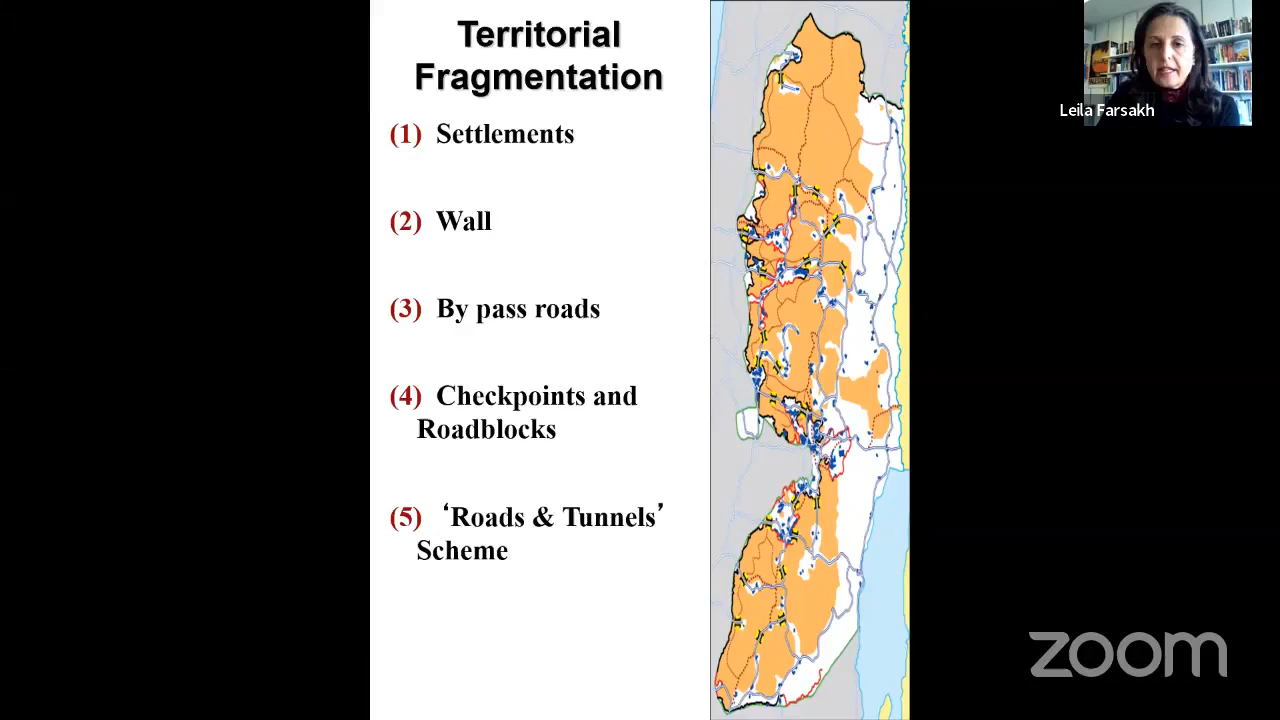 Territorial
Fragmentation
(1) Settlements
(2) Wall
(3) By pass roads
(4) Checkpoints and
Roadblocks
(5) ‘Roads & Tunnels’
Scheme
Leila Farsakh
zoom